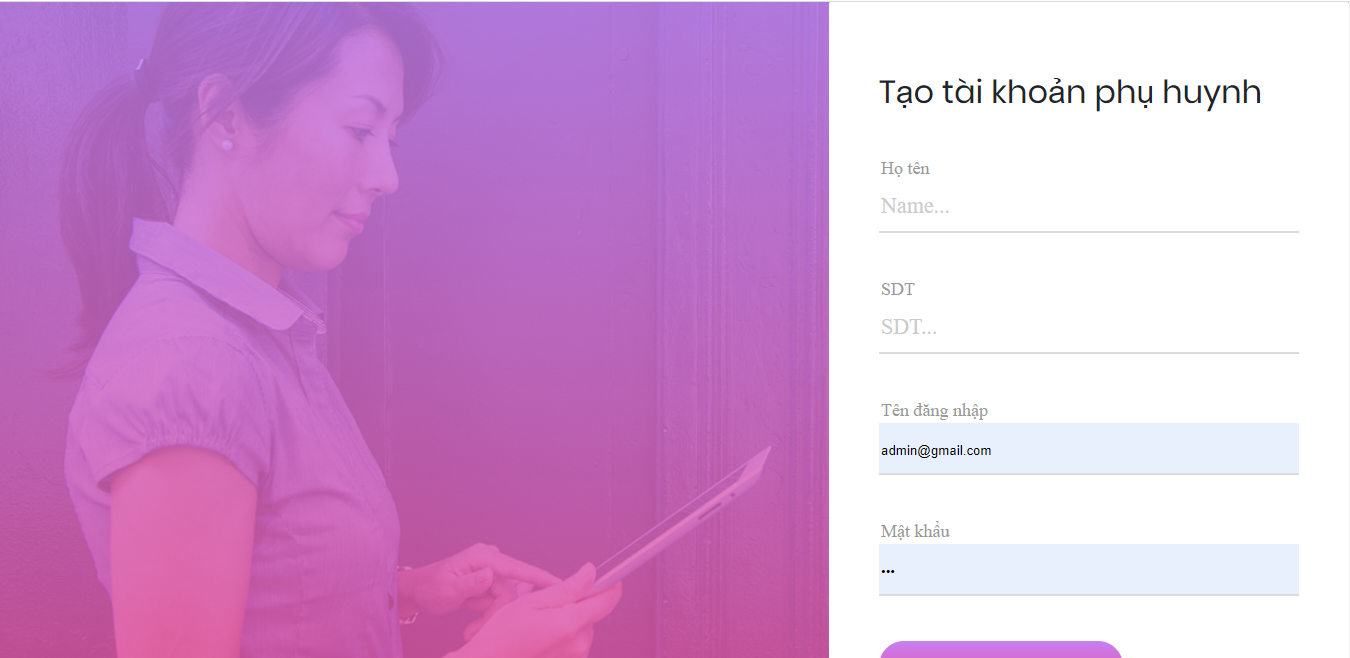 Tạo tài khoản phụ huynh
Họ tên
Name...
SDT
SDT...
Tên đăng nhập
admin@gmail.com
Mật khẩu
•••